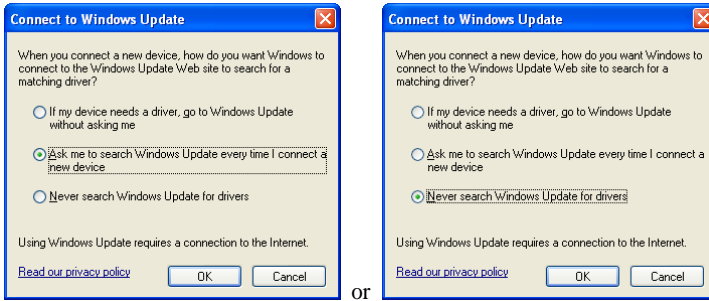 Connect to Windows Update
When you connect a new device, how do you want Windows to
connect to the Windows Update Web site to search for a
matching driver?
If my device needs a driver, go to Windows Update
without asking me
Ask me to search Windows Update every time I connect a
new device
Never search Windows Update for drivers
Using Windows Update requires a connection to the Internet.
Read our privacy policy
OK
Cancel
or
Connect to Windows Update
When you connect a new device, how do you want Windows to
connect to the Windows Update Web site to search for a
matching driver?
If my device needs a driver, go to Windows Update
without asking me
Ask me to search Windows Update every time I connect a
new device
Never search Windows Update for drivers
Using Windows Update requires a connection to the Internet.
Read our privacy policy
OK
Cancel